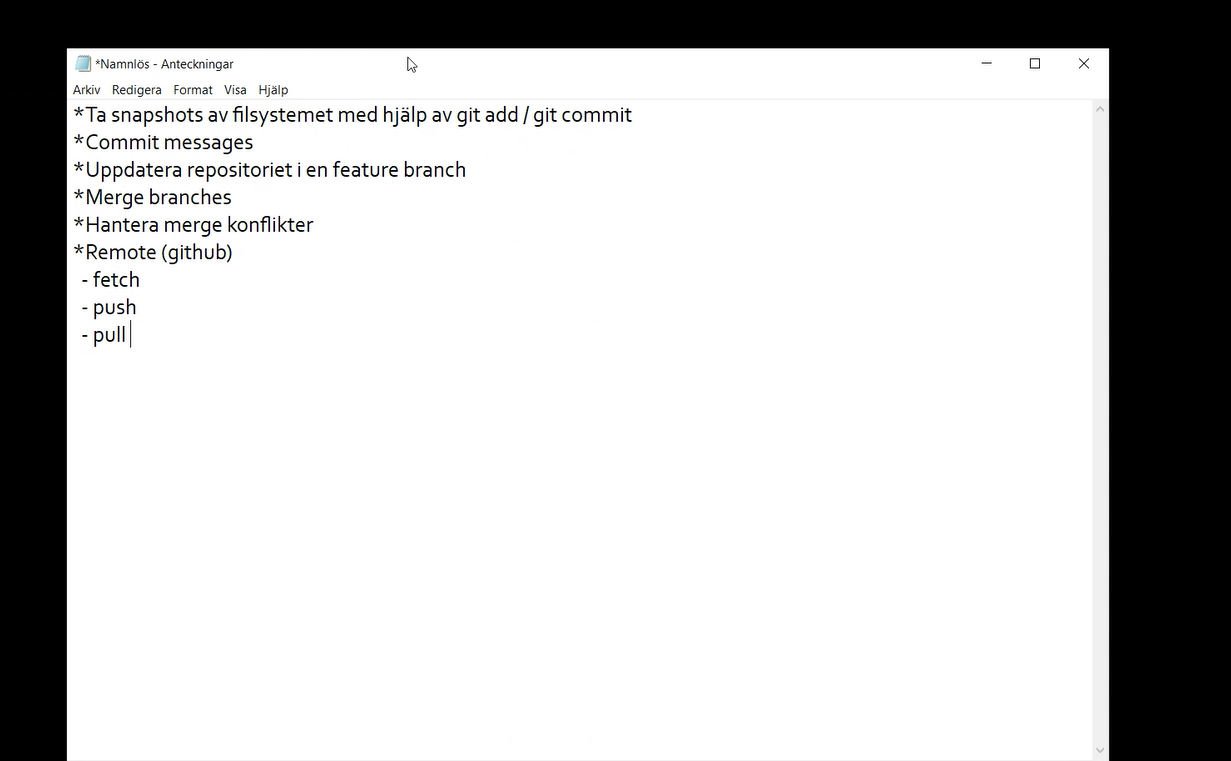 *Namnlös - Anteckningar
Arkiv Redigera Format Visa Hjälp
*Ta snapshots av filsystemet med hjälp av git add / git commit
*Commit messages
*Uppdatera repositoriet i en feature branch
*Merge branches
*Hantera merge konflikter
*Remote (github)
- fetch
- push
- pull